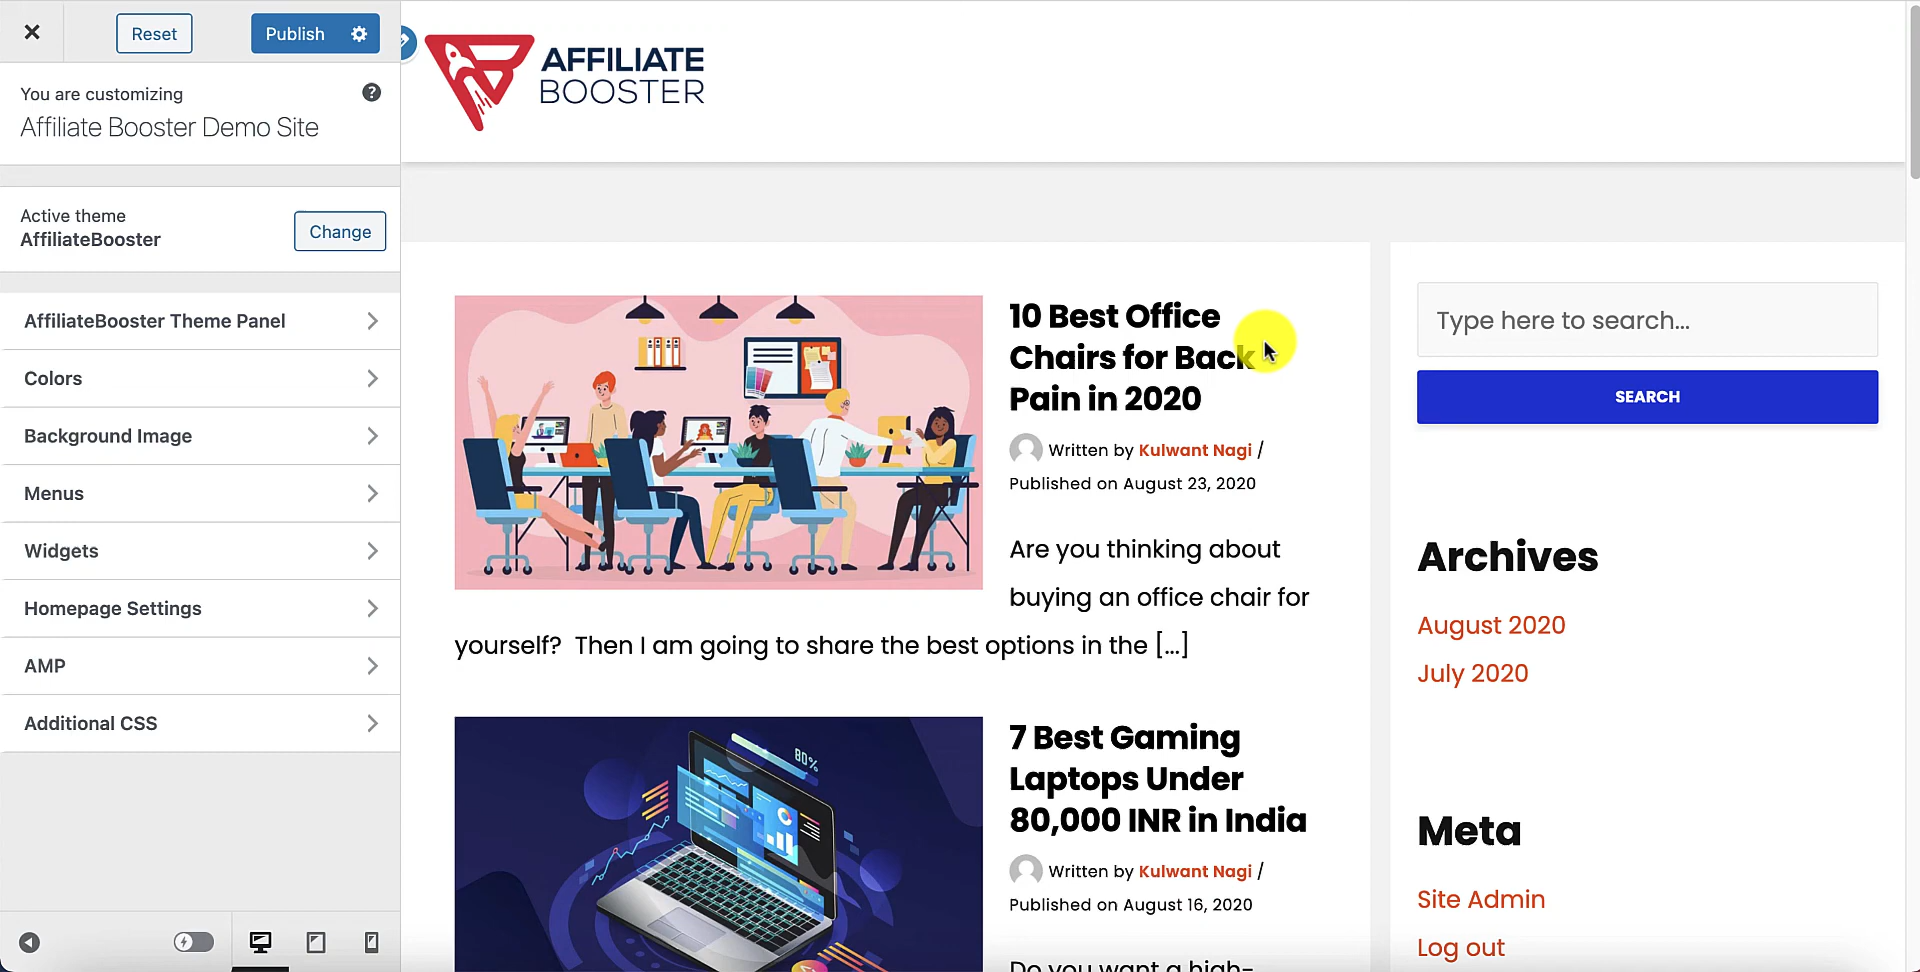 Reset
Publish
You are customizing
Affiliate Booster Demo Site
Active theme
AffiliateBooster
Change
AffiliateBooster Theme Panel
Colors
Background Image
Menus
Widgets
Homepage Settings
AMP
Additional CSS
AFFILIATE
BOOSTER
10 Best Office
Chairs for Back
Pain in 2020
Written by Kulwant Nagi /
Published on August 23, 2020
Are you thinking about
buying an office chair for
yourself? Then I am going to share the best options in the [...]
80%
7 Best Gaming
Laptops Under
80,000 INR in India
Written by Kulwant Nagi /
Published on August 16, 2020
Do you want a high-
Type here to search...
SEARCH
Archives
August 2020
July 2020
Meta
Site Admin
Log out